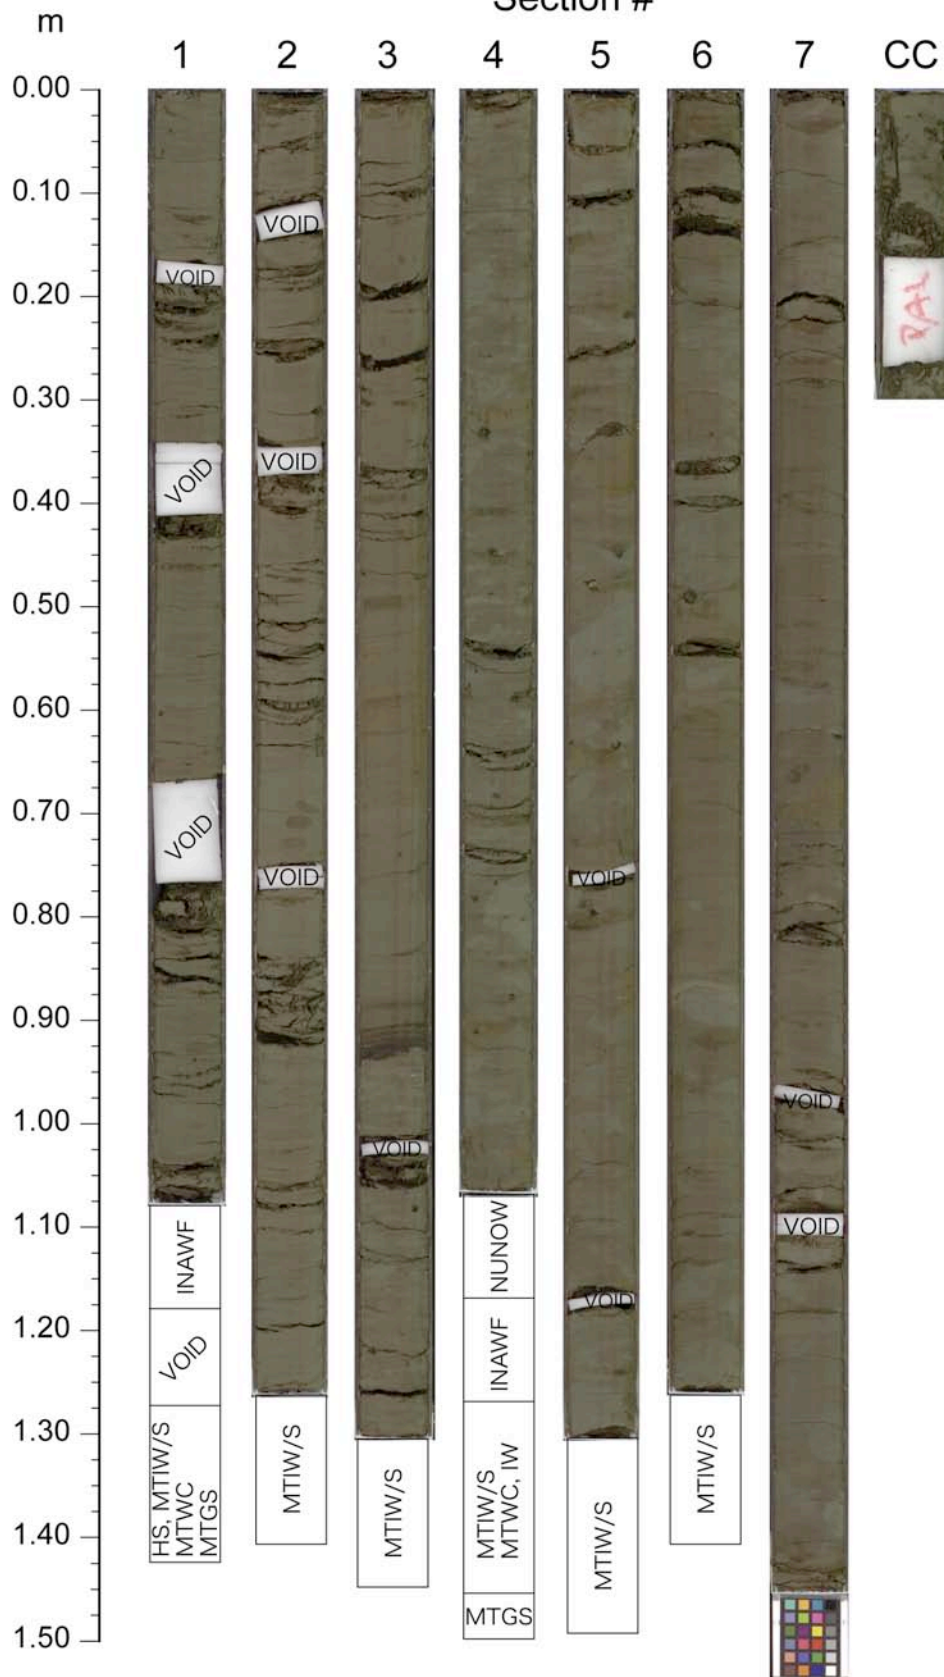 Section #
m
1 2 3 4 5 6 7 CC
0.00
0.10
VOID
VOID
0.20
PAL
0.30
VOID
VOID
0.40
0.50
0.60
0.70
VOID
VOID
VOID
0.80
0.90
1.00
VOID
VOID
1.10
VOID
INAWF
NUNOW
1.20
VOID
VOID
INAWF
1.30
HS, MTIW/S
MTWC
MTGS
MTIW/S
MTIW/S
MTIW/S
MTWC, IW
MTIW/S
MTIW/S
1.40
MTGS
1.50